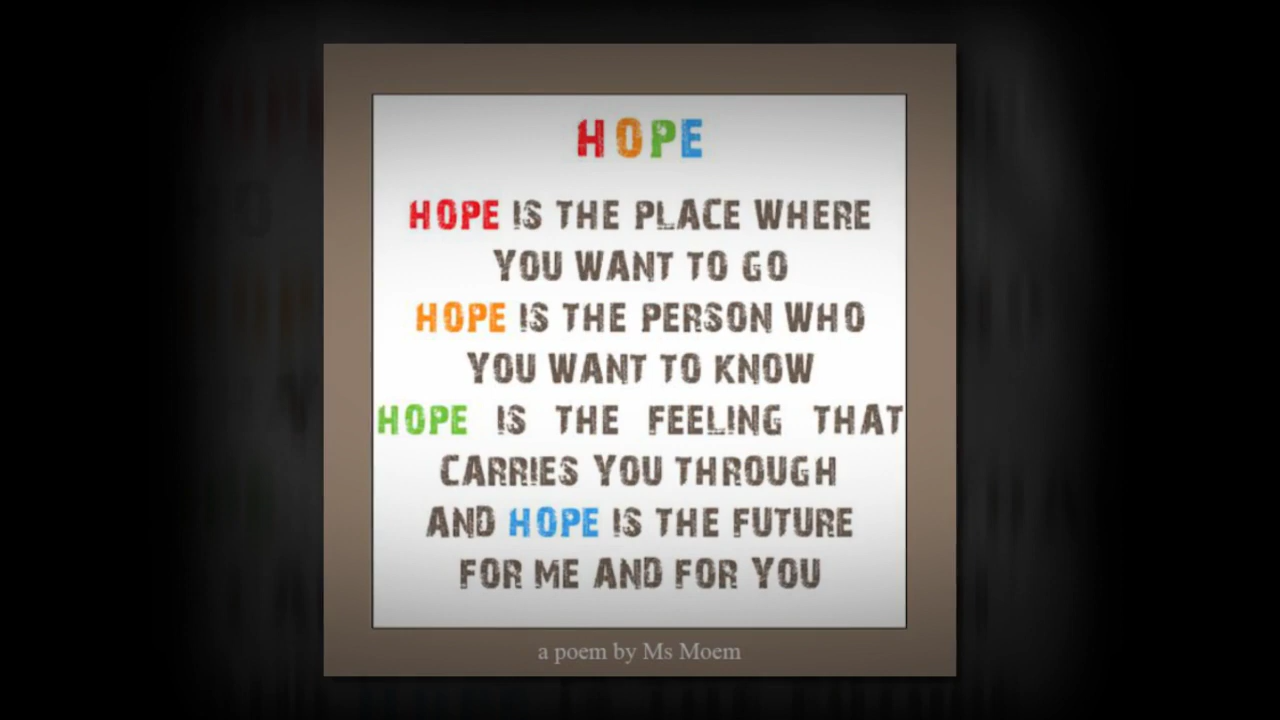 HOPE
HOPE IS THE PLACE WHERE
YOU WANT TO GO
HOPE IS THE PERSON WHO
YOU WANT TO KNOW
HOPE IS THE FEELING THAT
CARRIES YOU THROUGH
AND HOPE IS THE FUTURE
FOR ME AND FOR YOU
a poem by Ms Moem